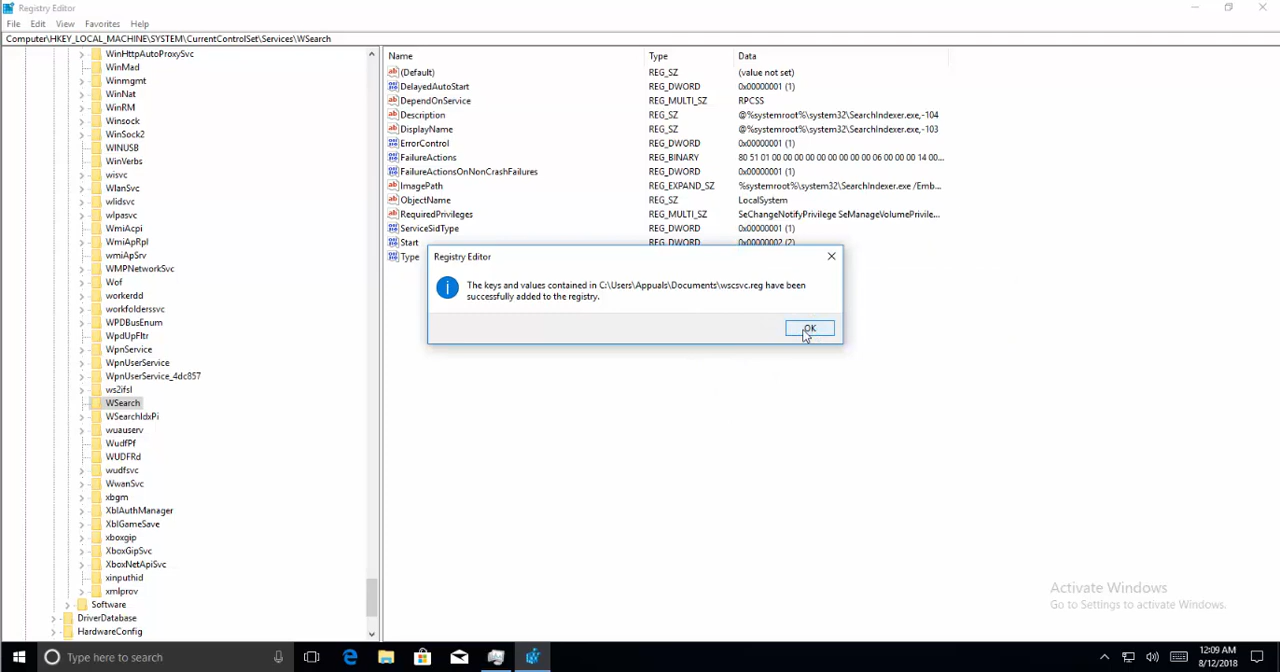 Registry Editor
File Edit View Favorites Help
Computer\HKEY_LOCAL_MACHINE\SYSTEM\CurrentControlSet\Services\WSearch
WinHttpAutoProxySvc
WinMad
Winmgmt
WinNat
WinRM
Winsock
WinSock2
WINUSB
WinVerbs
wisvc
WlanSvc
wlidsvc
wlpasvc
WmiAcpi
WmiApRpl
wmiApSrv
WMPNetworkSvc
Wof
workerdd
workfolderssvc
WPDBusEnum
WpdUpFltr
WpnService
WpnUserService
WpnUserService_4dc857
ws2ifsl
WSearch
WSearchIdxPi
wuauserv
WudfPf
WUDFRd
wudfsvc
WwanSvc
xbgm
XblAuthManager
XblGameSave
xboxgip
XboxGipSvc
XboxNetApiSvc
xinputhid
xmlprov
Software
DriverDatabase
HardwareConfig
Name Type Data
(Default) REG_SZ (value not set)
DelayedAutoStart REG_DWORD 0x00000001 (1)
DependOnService REG_MULTI_SZ RPCSS
Description REG_SZ @%systemroot%\system32\SearchIndexer.exe,-104
DisplayName REG_SZ @%systemroot%\system32\SearchIndexer.exe,-103
ErrorControl REG_DWORD 0x00000001 (1)
FailureActions REG_BINARY 80 51 01 00 00 00 00 00 00 00 00 00 06 00 00 00 14 00...
FailureActionsOnNonCrashFailures REG_DWORD 0x00000001 (1)
ImagePath REG_EXPAND_SZ %systemroot%\system32\SearchIndexer.exe /Emb...
ObjectName REG_SZ LocalSystem
RequiredPrivileges REG_MULTI_SZ SeChangeNotifyPrivilege SeManageVolumePrivile...
ServiceSidType REG_DWORD 0x00000001 (1)
Start REG_DWORD 0x00000002 (2)
Type
Registry Editor
The keys and values contained in C:\Users\Appuals\Documents\wscsvc.reg have been
successfully added to the registry.
OK
Activate Windows
Go to Settings to activate Windows.
Type here to search
12:09 AM
8/12/2018